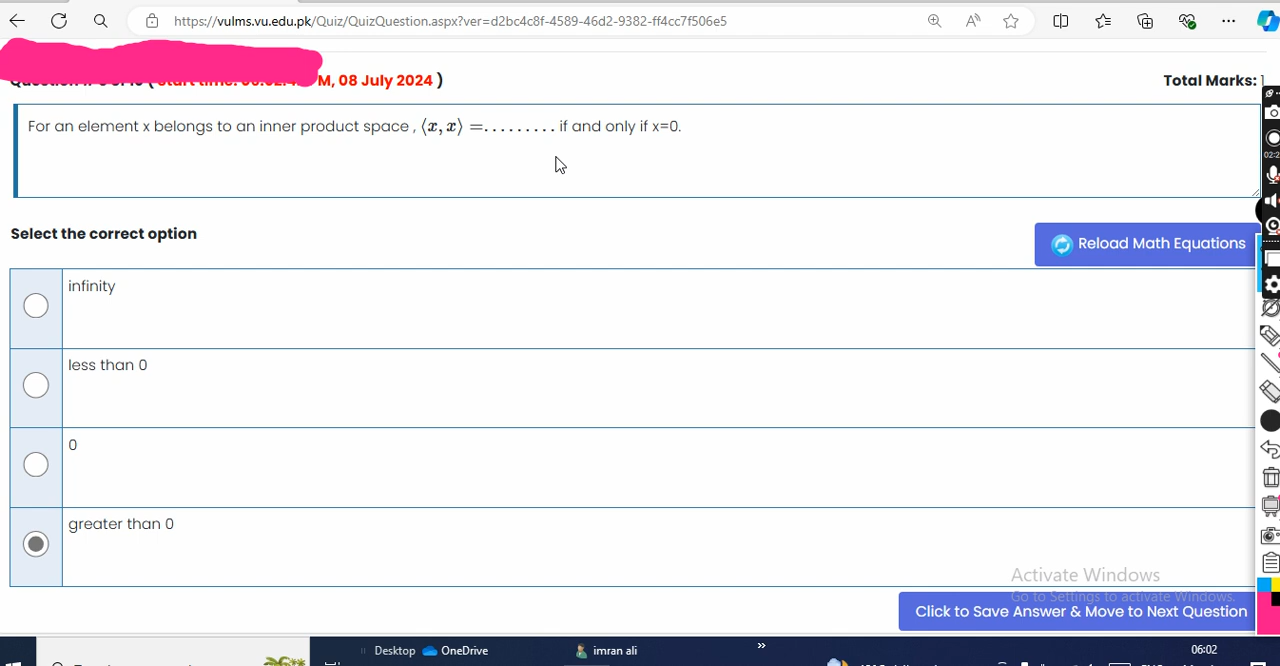 https://vulms.vu.edu.pk/Quiz/QuizQuestion.aspx?ver=d2bc4c8f-4589-46d2-9382-ff4cc7f506e5
M, 08 July 2024 )
Total Marks: 1
For an element x belongs to an inner product space , ⟨x, x⟩ =......... if and only if x=0.
Select the correct option
Reload Math Equations
infinity
less than 0
0
greater than 0
Activate Windows
Go to Settings to activate Windows.
Click to Save Answer & Move to Next Question
Desktop
OneDrive
imran ali
»
06:02